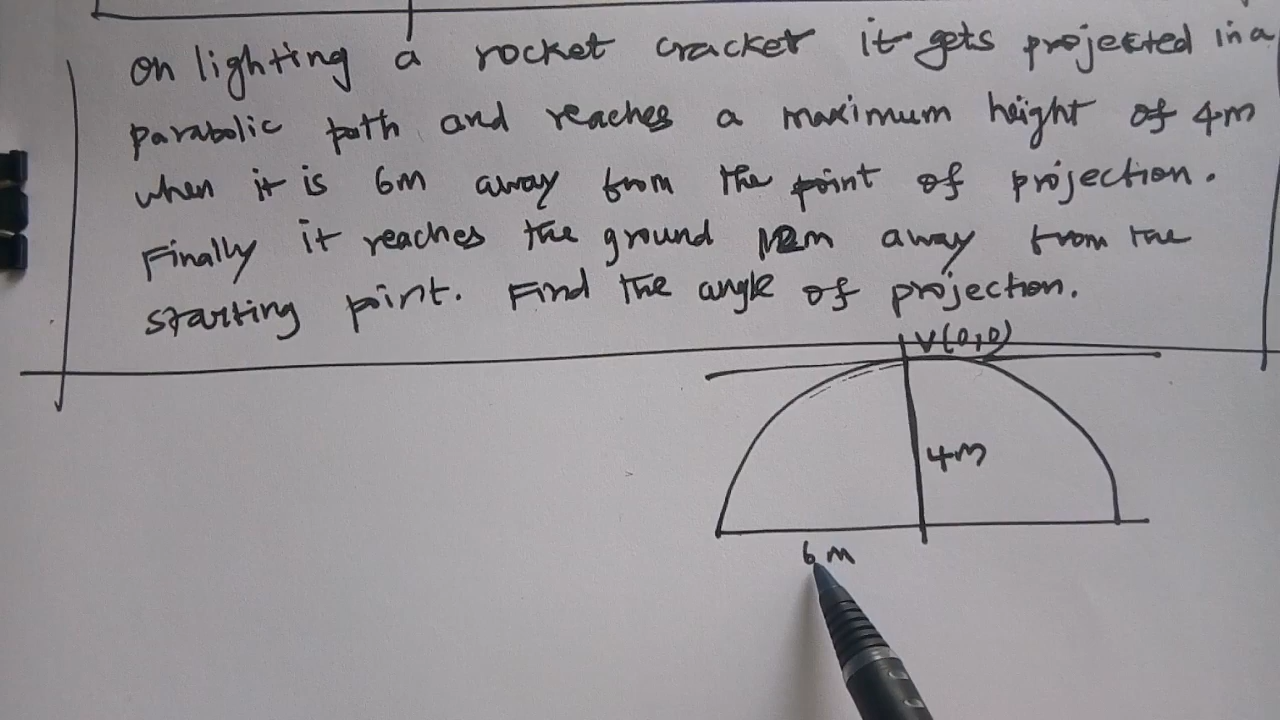 on lighting a rocket cracket it gets projected in a
parabolic path and reaches a maximum height of 4m
when it is 6m away from the point of projection.
Finally it reaches the ground 12m away from the
starting point. Find the angle of projection.
V(0,0)
4m
6m